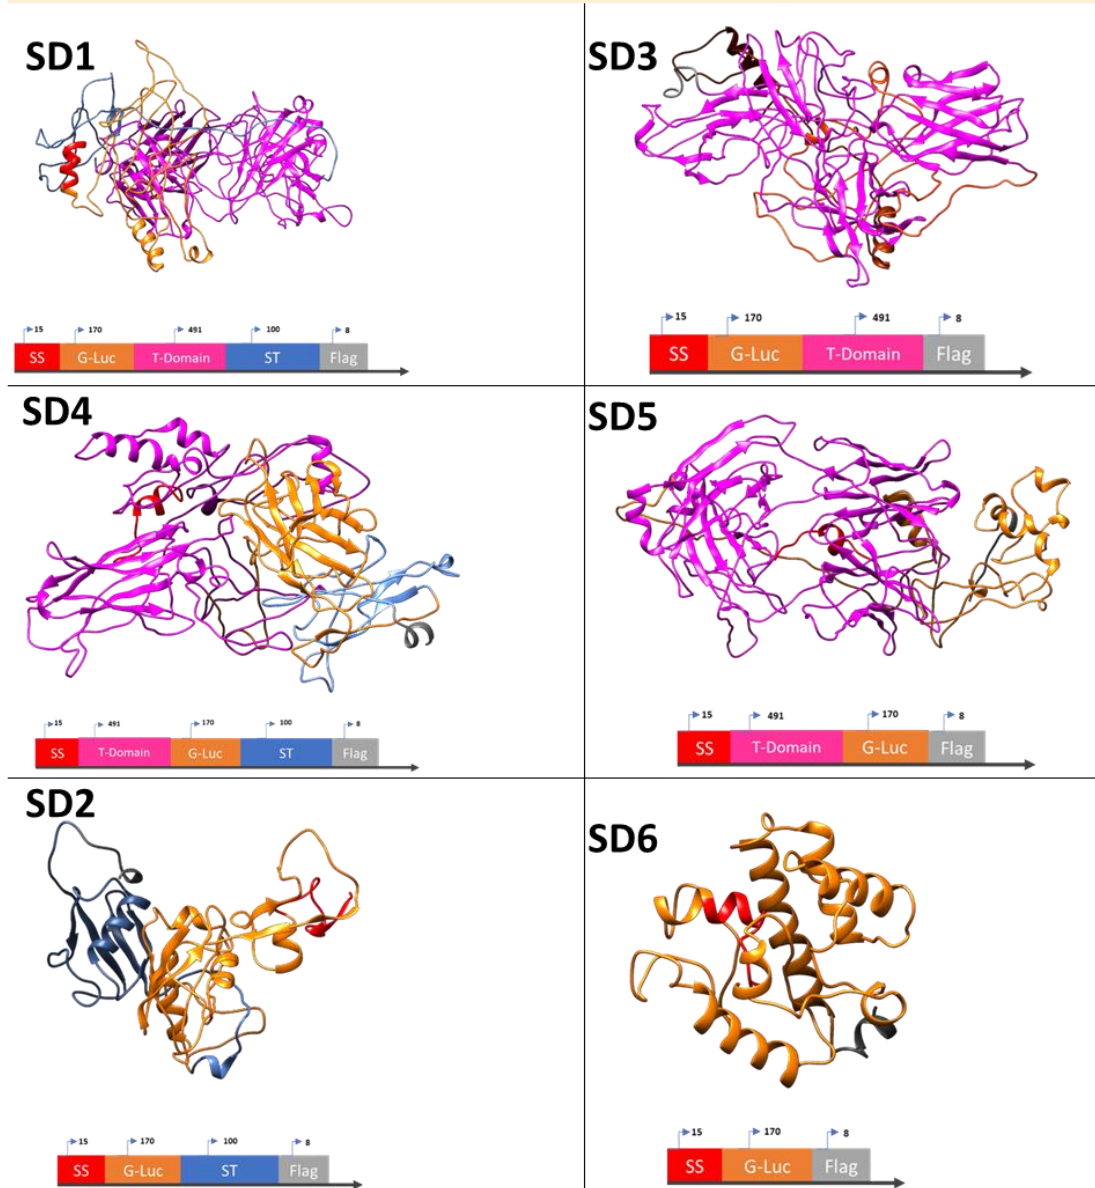 SD1
15 170 491 100 8
SS G-Luc T-Domain ST Flag
SD3
15 170 491 8
SS G-Luc T-Domain Flag
SD4
15 491 170 100 8
SS T-Domain G-Luc ST Flag
SD5
15 491 170 8
SS T-Domain G-Luc Flag
SD2
15 170 100 8
SS G-Luc ST Flag
SD6
15 170 8
SS G-Luc Flag